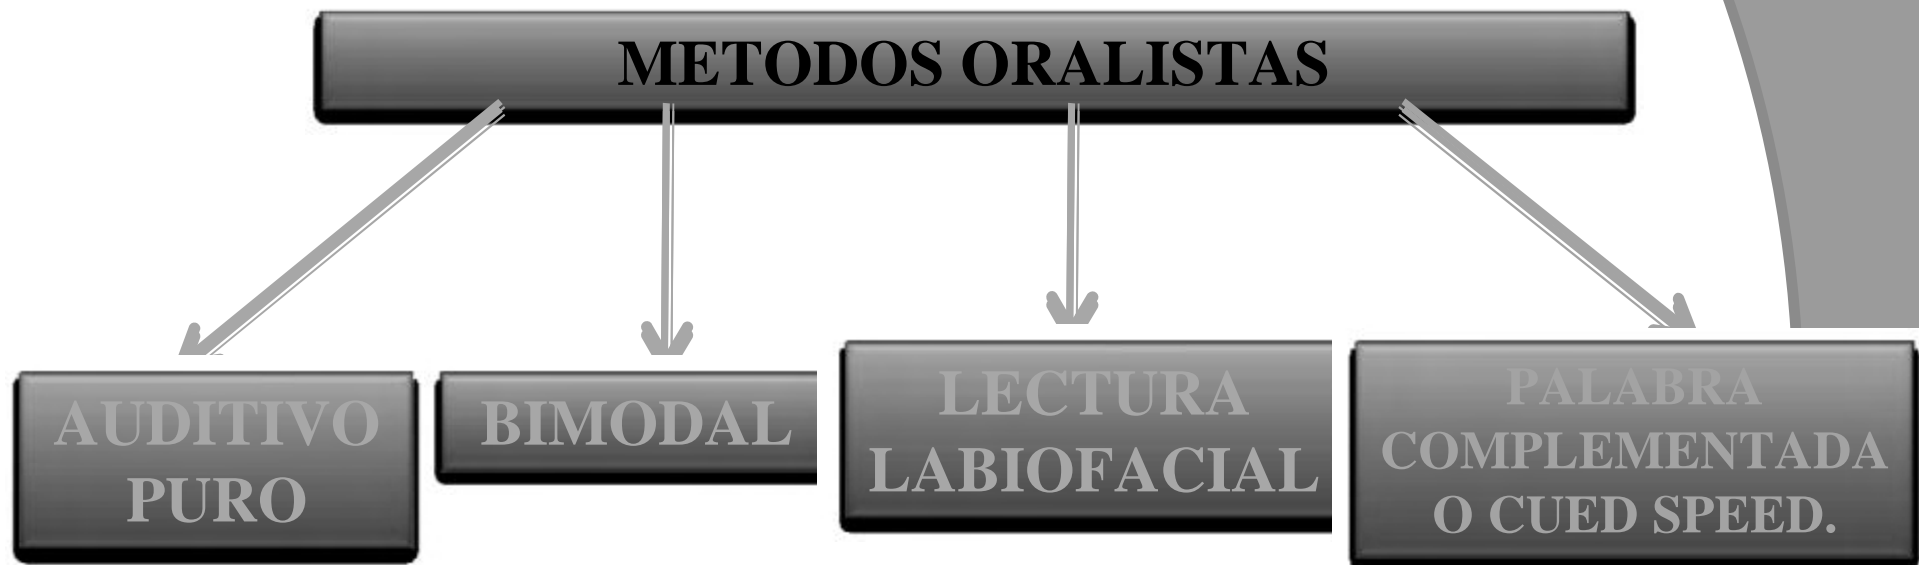 METODOS ORALISTAS
AUDITIVO
PURO
BIMODAL
LECTURA
LABIOFACIAL
PALABRA
COMPLEMENTADA
O CUED SPEED.